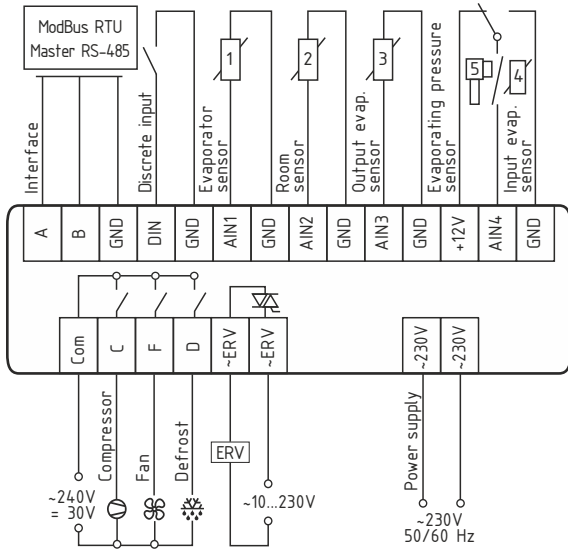 ModBus RTU
Master RS-485
Interface
Discrete input
Evaporator
sensor
1
Room
sensor
2
Output evap.
sensor
3
Evaporating pressure
sensor
5
4
Input evap.
sensor
A
B
GND
DIN
GND
AIN1
GND
AIN2
GND
AIN3
GND
+12V
AIN4
GND
Com
C
F
D
~ERV
~ERV
~230V
~230V
Compressor
Fan
Defrost
ERV
Power supply
~240V
= 30V
~10...230V
~230V
50/60 Hz